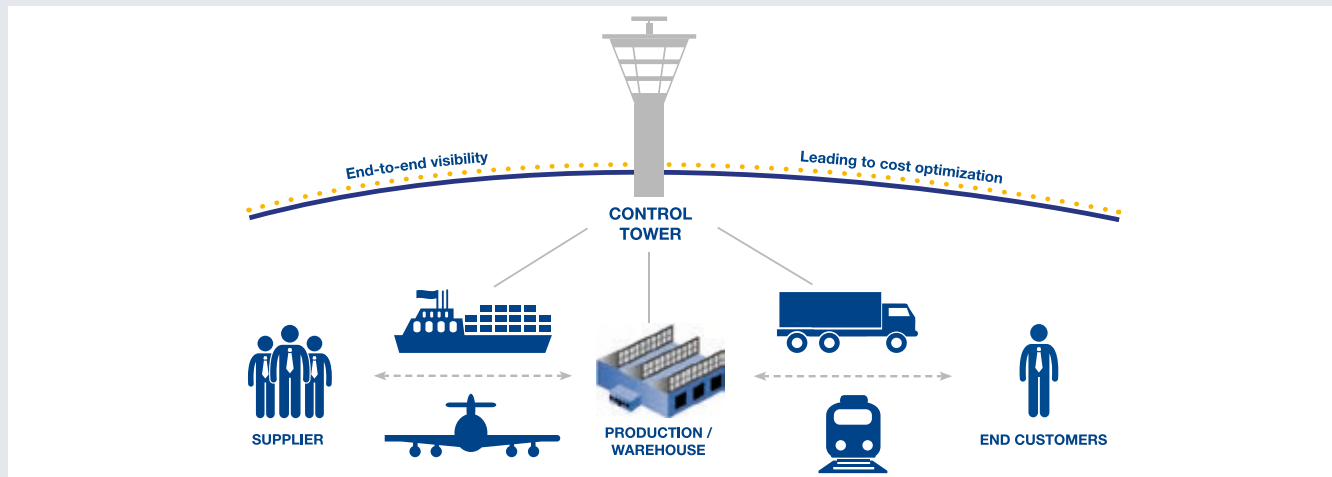 End-to-end visibility
Leading to cost optimization
CONTROL
TOWER
SUPPLIER
PRODUCTION /
WAREHOUSE
END CUSTOMERS